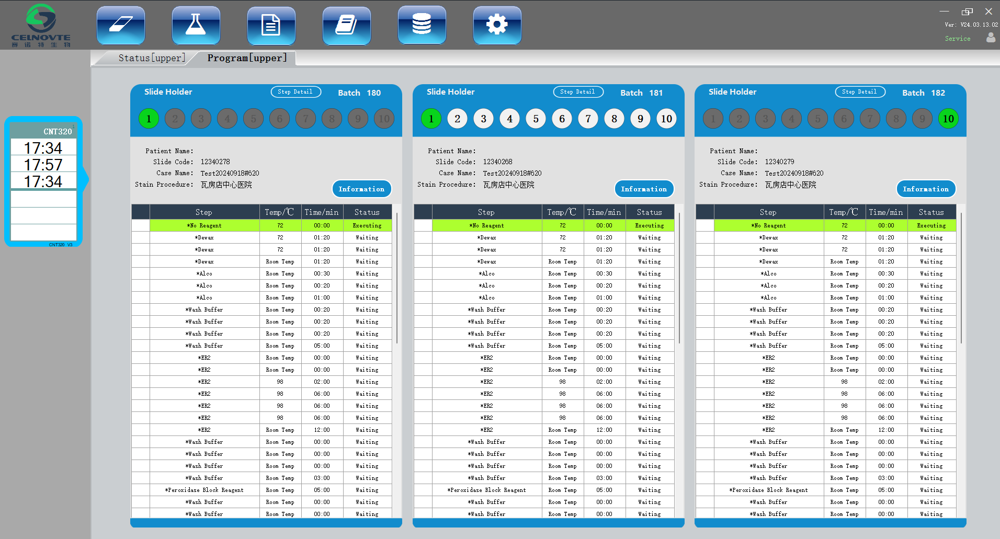 CELNOVTE
赛诺特生物
Ver: V24.03.13.02
Service
Status[upper] Program[upper]
CNT320 1
17:34
17:57
17:34
CNT320_V3
Slide Holder Step Detail Batch 180
1 2 3 4 5 6 7 8 9 10
Patient Name:
Slide Code: 12340278
Case Name: Test20240918#620
Stain Procedure: 瓦房店中心医院
Information
Step Temp/℃ Time/min Status
*No Reagent 72 00:00 Executing
*Dewax 72 01:20 Waiting
*Dewax 72 01:20 Waiting
*Dewax Room Temp 01:20 Waiting
*Alco Room Temp 00:30 Waiting
*Alco Room Temp 00:20 Waiting
*Alco Room Temp 01:00 Waiting
*Wash Buffer Room Temp 00:20 Waiting
*Wash Buffer Room Temp 00:20 Waiting
*Wash Buffer Room Temp 00:20 Waiting
*Wash Buffer Room Temp 05:00 Waiting
*ER2 Room Temp 00:00 Waiting
*ER2 Room Temp 00:00 Waiting
*ER2 98 02:00 Waiting
*ER2 98 06:00 Waiting
*ER2 98 06:00 Waiting
*ER2 98 06:00 Waiting
*ER2 Room Temp 12:00 Waiting
*Wash Buffer Room Temp 00:00 Waiting
*Wash Buffer Room Temp 00:00 Waiting
*Wash Buffer Room Temp 00:00 Waiting
*Wash Buffer Room Temp 03:00 Waiting
*Peroxidase Block Reagent Room Temp 05:00 Waiting
*Wash Buffer Room Temp 00:00 Waiting
*Wash Buffer Room Temp 00:00 Waiting
Slide Holder Step Detail Batch 181
1 2 3 4 5 6 7 8 9 10
Patient Name:
Slide Code: 12340268
Case Name: Test20240918#620
Stain Procedure: 瓦房店中心医院
Information
Step Temp/℃ Time/min Status
*No Reagent 72 00:00 Executing
*Dewax 72 01:20 Waiting
*Dewax 72 01:20 Waiting
*Dewax Room Temp 01:20 Waiting
*Alco Room Temp 00:30 Waiting
*Alco Room Temp 00:20 Waiting
*Alco Room Temp 01:00 Waiting
*Wash Buffer Room Temp 00:20 Waiting
*Wash Buffer Room Temp 00:20 Waiting
*Wash Buffer Room Temp 00:20 Waiting
*Wash Buffer Room Temp 05:00 Waiting
*ER2 Room Temp 00:00 Waiting
*ER2 Room Temp 00:00 Waiting
*ER2 98 02:00 Waiting
*ER2 98 06:00 Waiting
*ER2 98 06:00 Waiting
*ER2 98 06:00 Waiting
*ER2 Room Temp 12:00 Waiting
*Wash Buffer Room Temp 00:00 Waiting
*Wash Buffer Room Temp 00:00 Waiting
*Wash Buffer Room Temp 00:00 Waiting
*Wash Buffer Room Temp 03:00 Waiting
*Peroxidase Block Reagent Room Temp 05:00 Waiting
*Wash Buffer Room Temp 00:00 Waiting
*Wash Buffer Room Temp 00:00 Waiting
Slide Holder Step Detail Batch 182
1 2 3 4 5 6 7 8 9 10
Patient Name:
Slide Code: 12340279
Case Name: Test20240918#620
Stain Procedure: 瓦房店中心医院
Information
Step Temp/℃ Time/min Status
*No Reagent 72 00:00 Executing
*Dewax 72 01:20 Waiting
*Dewax 72 01:20 Waiting
*Dewax Room Temp 01:20 Waiting
*Alco Room Temp 00:30 Waiting
*Alco Room Temp 00:20 Waiting
*Alco Room Temp 01:00 Waiting
*Wash Buffer Room Temp 00:20 Waiting
*Wash Buffer Room Temp 00:20 Waiting
*Wash Buffer Room Temp 00:20 Waiting
*Wash Buffer Room Temp 05:00 Waiting
*ER2 Room Temp 00:00 Waiting
*ER2 Room Temp 00:00 Waiting
*ER2 98 02:00 Waiting
*ER2 98 06:00 Waiting
*ER2 98 06:00 Waiting
*ER2 98 06:00 Waiting
*ER2 Room Temp 12:00 Waiting
*Wash Buffer Room Temp 00:00 Waiting
*Wash Buffer Room Temp 00:00 Waiting
*Wash Buffer Room Temp 00:00 Waiting
*Wash Buffer Room Temp 03:00 Waiting
*Peroxidase Block Reagent Room Temp 05:00 Waiting
*Wash Buffer Room Temp 00:00 Waiting
*Wash Buffer Room Temp 00:00 Waiting